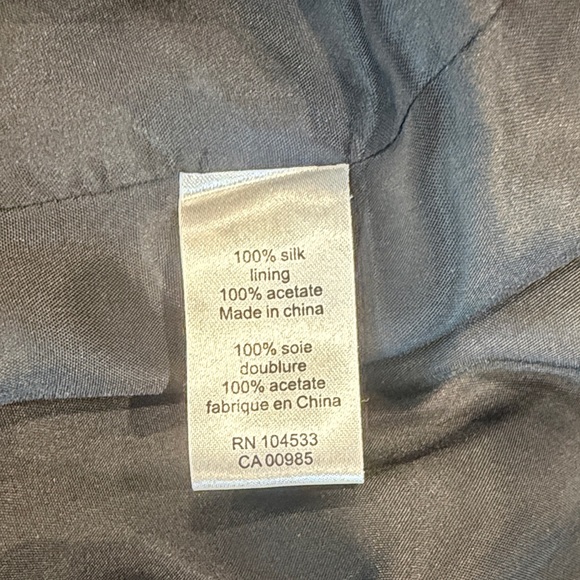 100% silk
lining
100% acetate
Made in china
100% soie
doublure
100% acetate
fabrique en China
RN 104533
CA 00985